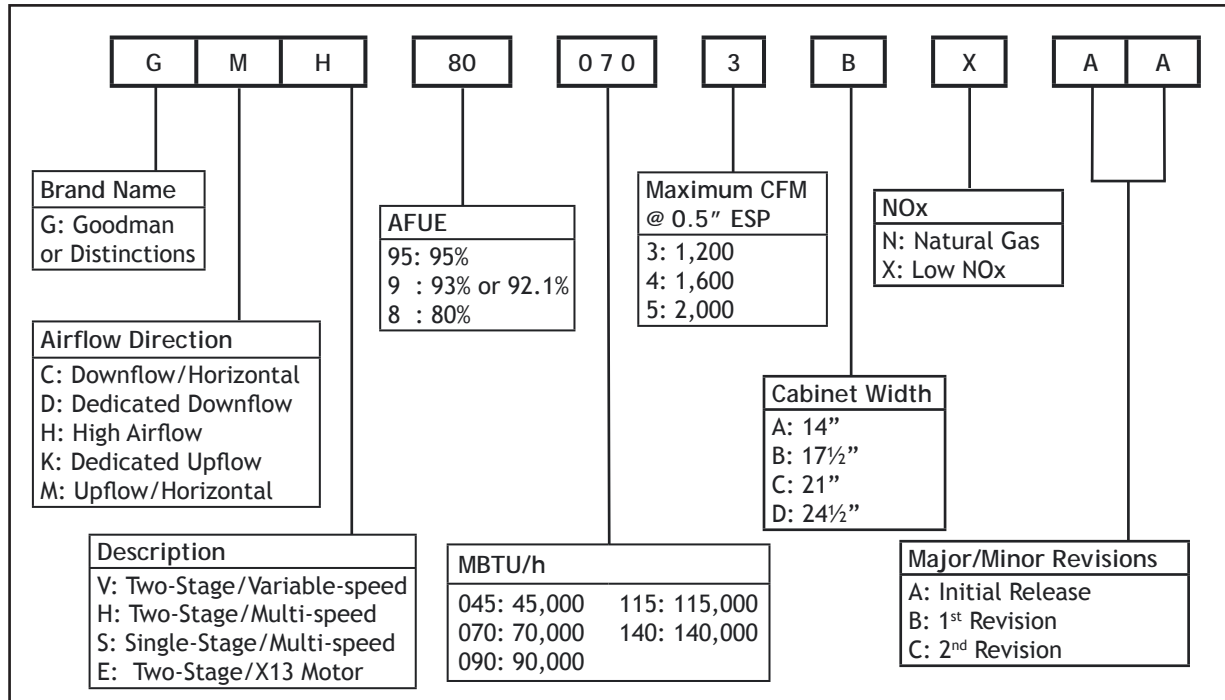 G M H 80 0 7 0 3 B X A A
Brand Name
G: Goodman
or Distinctions
Airflow Direction
C: Downflow/Horizontal
D: Dedicated Downflow
H: High Airflow
K: Dedicated Upflow
M: Upflow/Horizontal
Description
V: Two-Stage/Variable-speed
H: Two-Stage/Multi-speed
S: Single-Stage/Multi-speed
E: Two-Stage/X13 Motor
AFUE
95: 95%
9 : 93% or 92.1%
8 : 80%
MBTU/h
045: 45,000 115: 115,000
070: 70,000 140: 140,000
090: 90,000
Maximum CFM
@ 0.5″ ESP
3: 1,200
4: 1,600
5: 2,000
Cabinet Width
A: 14”
B: 17½”
C: 21”
D: 24½”
NOx
N: Natural Gas
X: Low NOx
Major/Minor Revisions
A: Initial Release
B: 1st Revision
C: 2nd Revision